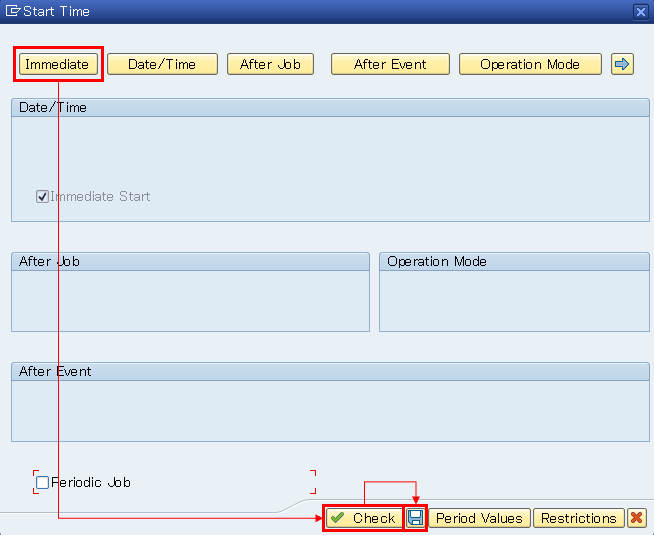 Start Time
Immediate Date/Time After Job After Event Operation Mode
Date/Time
Immediate Start
After Job Operation Mode
After Event
Periodic Job
Check Period Values Restrictions